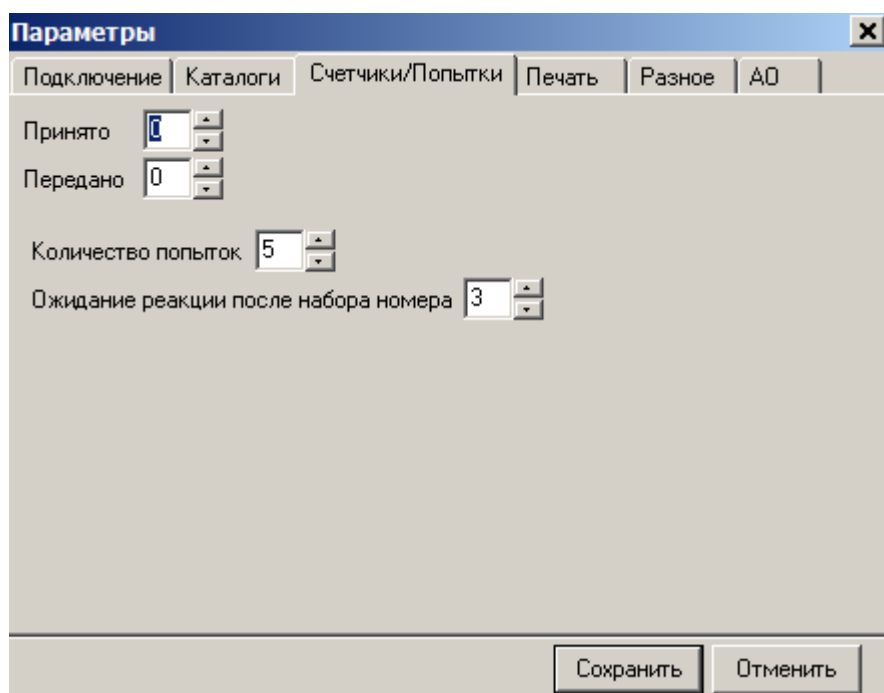 Параметры
Подключение Каталоги Счетчики/Попытки Печать Разное АО
Принято 0
Передано 0
Количество попыток 5
Ожидание реакции после набора номера 3
Сохранить Отменить